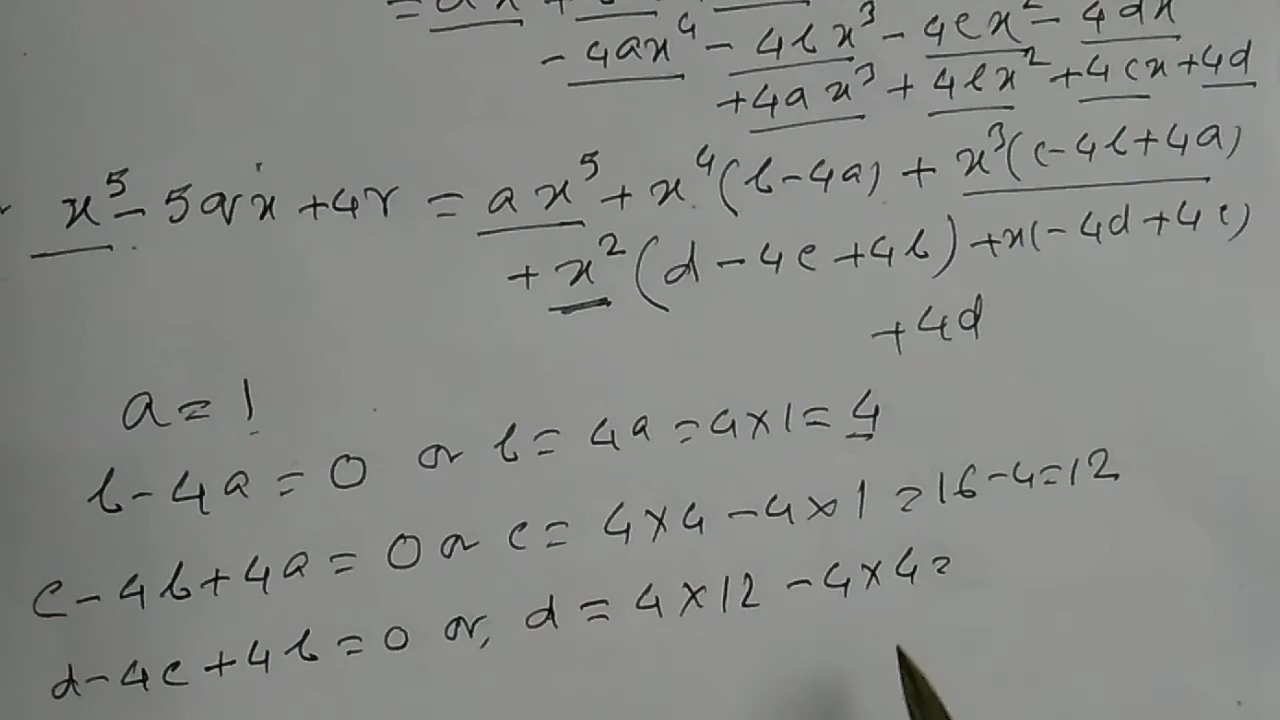 = ax
- 4ax⁴ - 4bx³ - 4cx² - 4dx
+ 4ax³ + 4bx² + 4cx + 4d
x⁵ - 5qx + 4r = ax⁵ + x⁴(b - 4a) + x³(c - 4b + 4a)
+ x²(d - 4c + 4b) + x(-4d + 4c)
+ 4d
a = 1
b - 4a = 0 or b = 4a = 4×1 = 4
c - 4b + 4a = 0 or c = 4×4 - 4×1 = 16 - 4 = 12
d - 4c + 4b = 0 or, d = 4×12 - 4×4 =